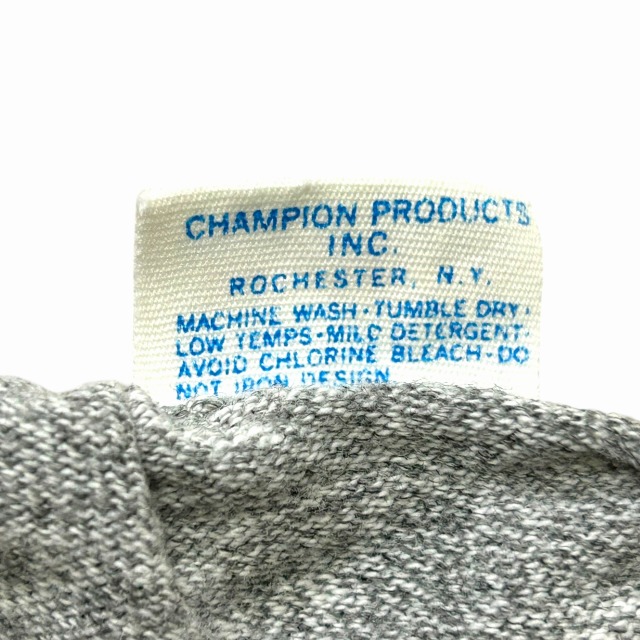 CHAMPION PRODUCTS
INC.
ROCHESTER, N.Y.
MACHINE WASH·TUMBLE DRY·
LOW TEMPS-MILD DETERGENT·
AVOID CHLORINE BLEACH-DO
NOT IRON DESIGN